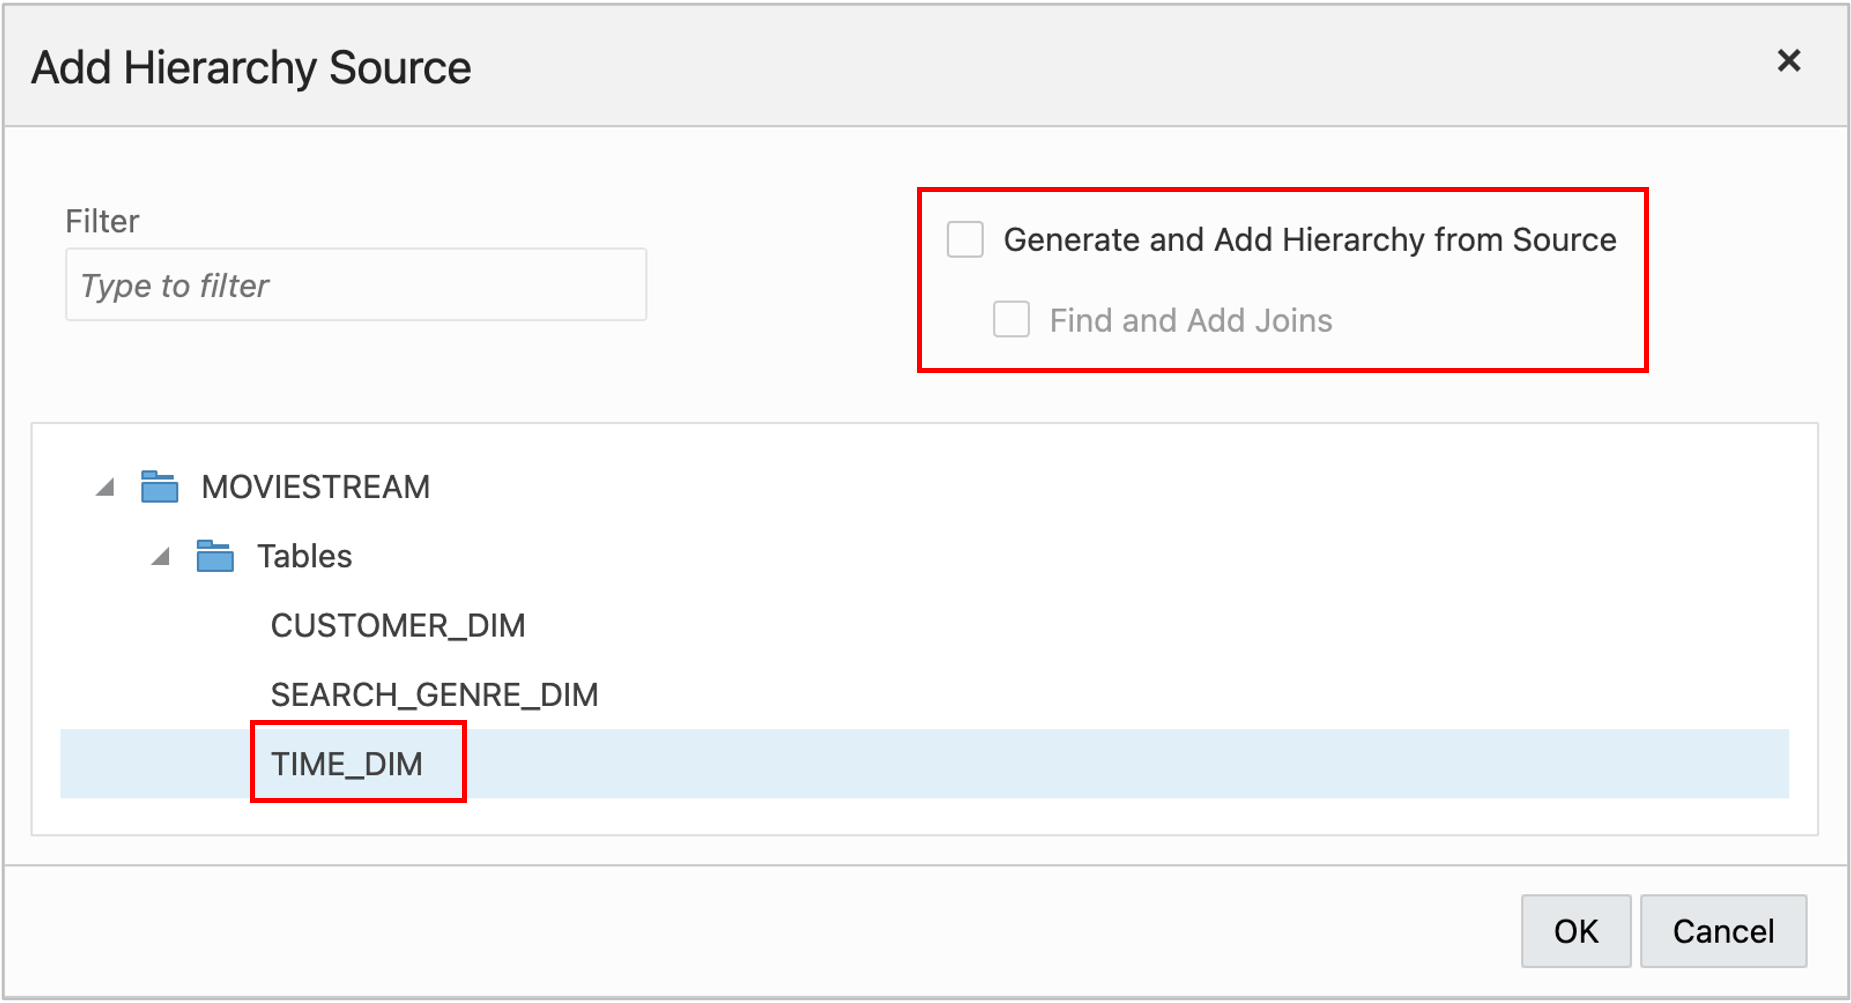 Add Hierarchy Source
Filter
Type to filter
Generate and Add Hierarchy from Source
Find and Add Joins
MOVIESTREAM
Tables
CUSTOMER_DIM
SEARCH_GENRE_DIM
TIME_DIM
OK
Cancel